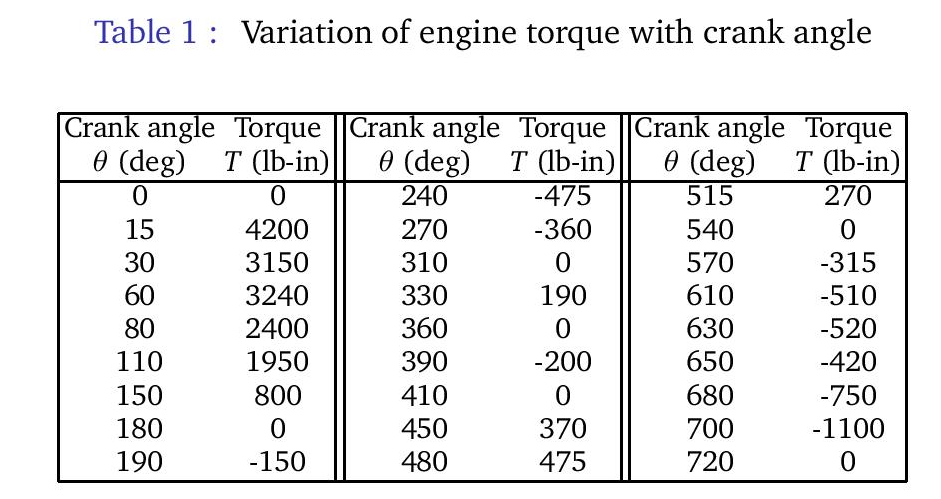 Table 1 : Variation of engine torque with crank angle
Crank angle Torque Crank angle Torque Crank angle Torque
θ (deg) T (lb-in) θ (deg) T (lb-in) θ (deg) T (lb-in)
0 0 240 -475 515 270
15 4200 270 -360 540 0
30 3150 310 0 570 -315
60 3240 330 190 610 -510
80 2400 360 0 630 -520
110 1950 390 -200 650 -420
150 800 410 0 680 -750
180 0 450 370 700 -1100
190 -150 480 475 720 0